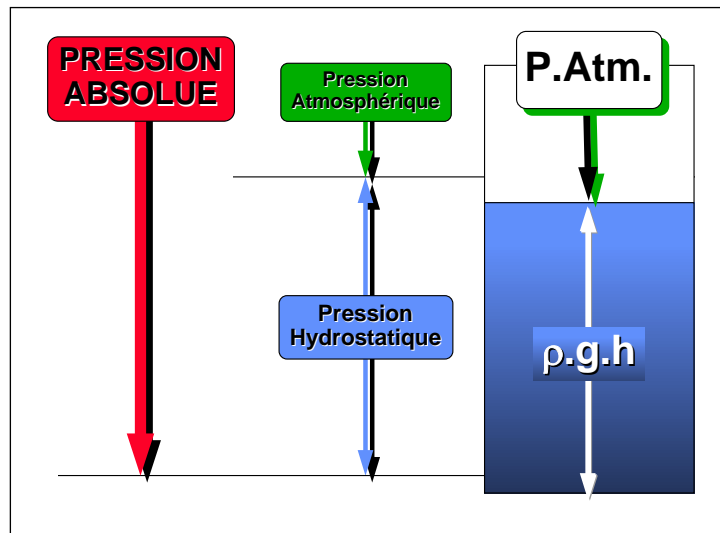 PRESSION
ABSOLUE
Pression
Atmosphérique
P.Atm.
Pression
Hydrostatique
ρ.g.h